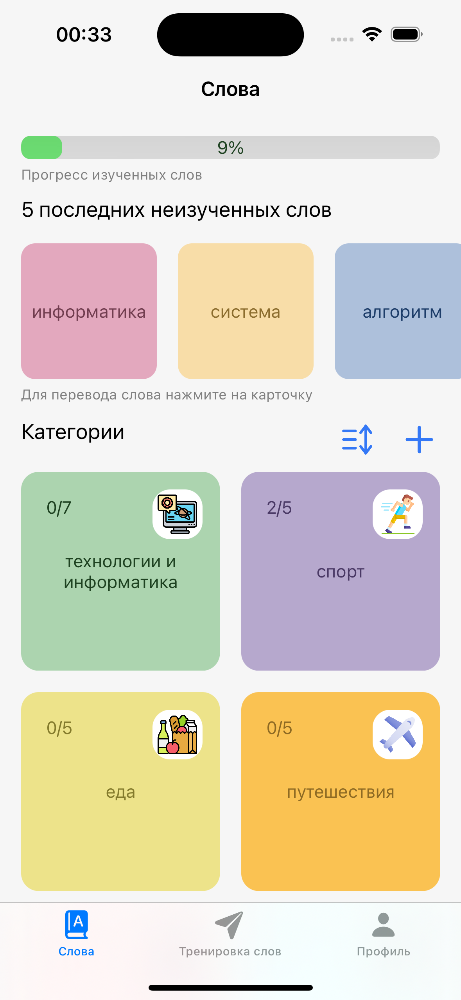 00:33
Слова
9%
Прогресс изученных слов
5 последних неизученных слов
информатика
система
алгоритм
Для перевода слова нажмите на карточку
Категории
0/7
технологии и
информатика
2/5
спорт
0/5
еда
0/5
путешествия
A
Слова
Тренировка слов
Профиль